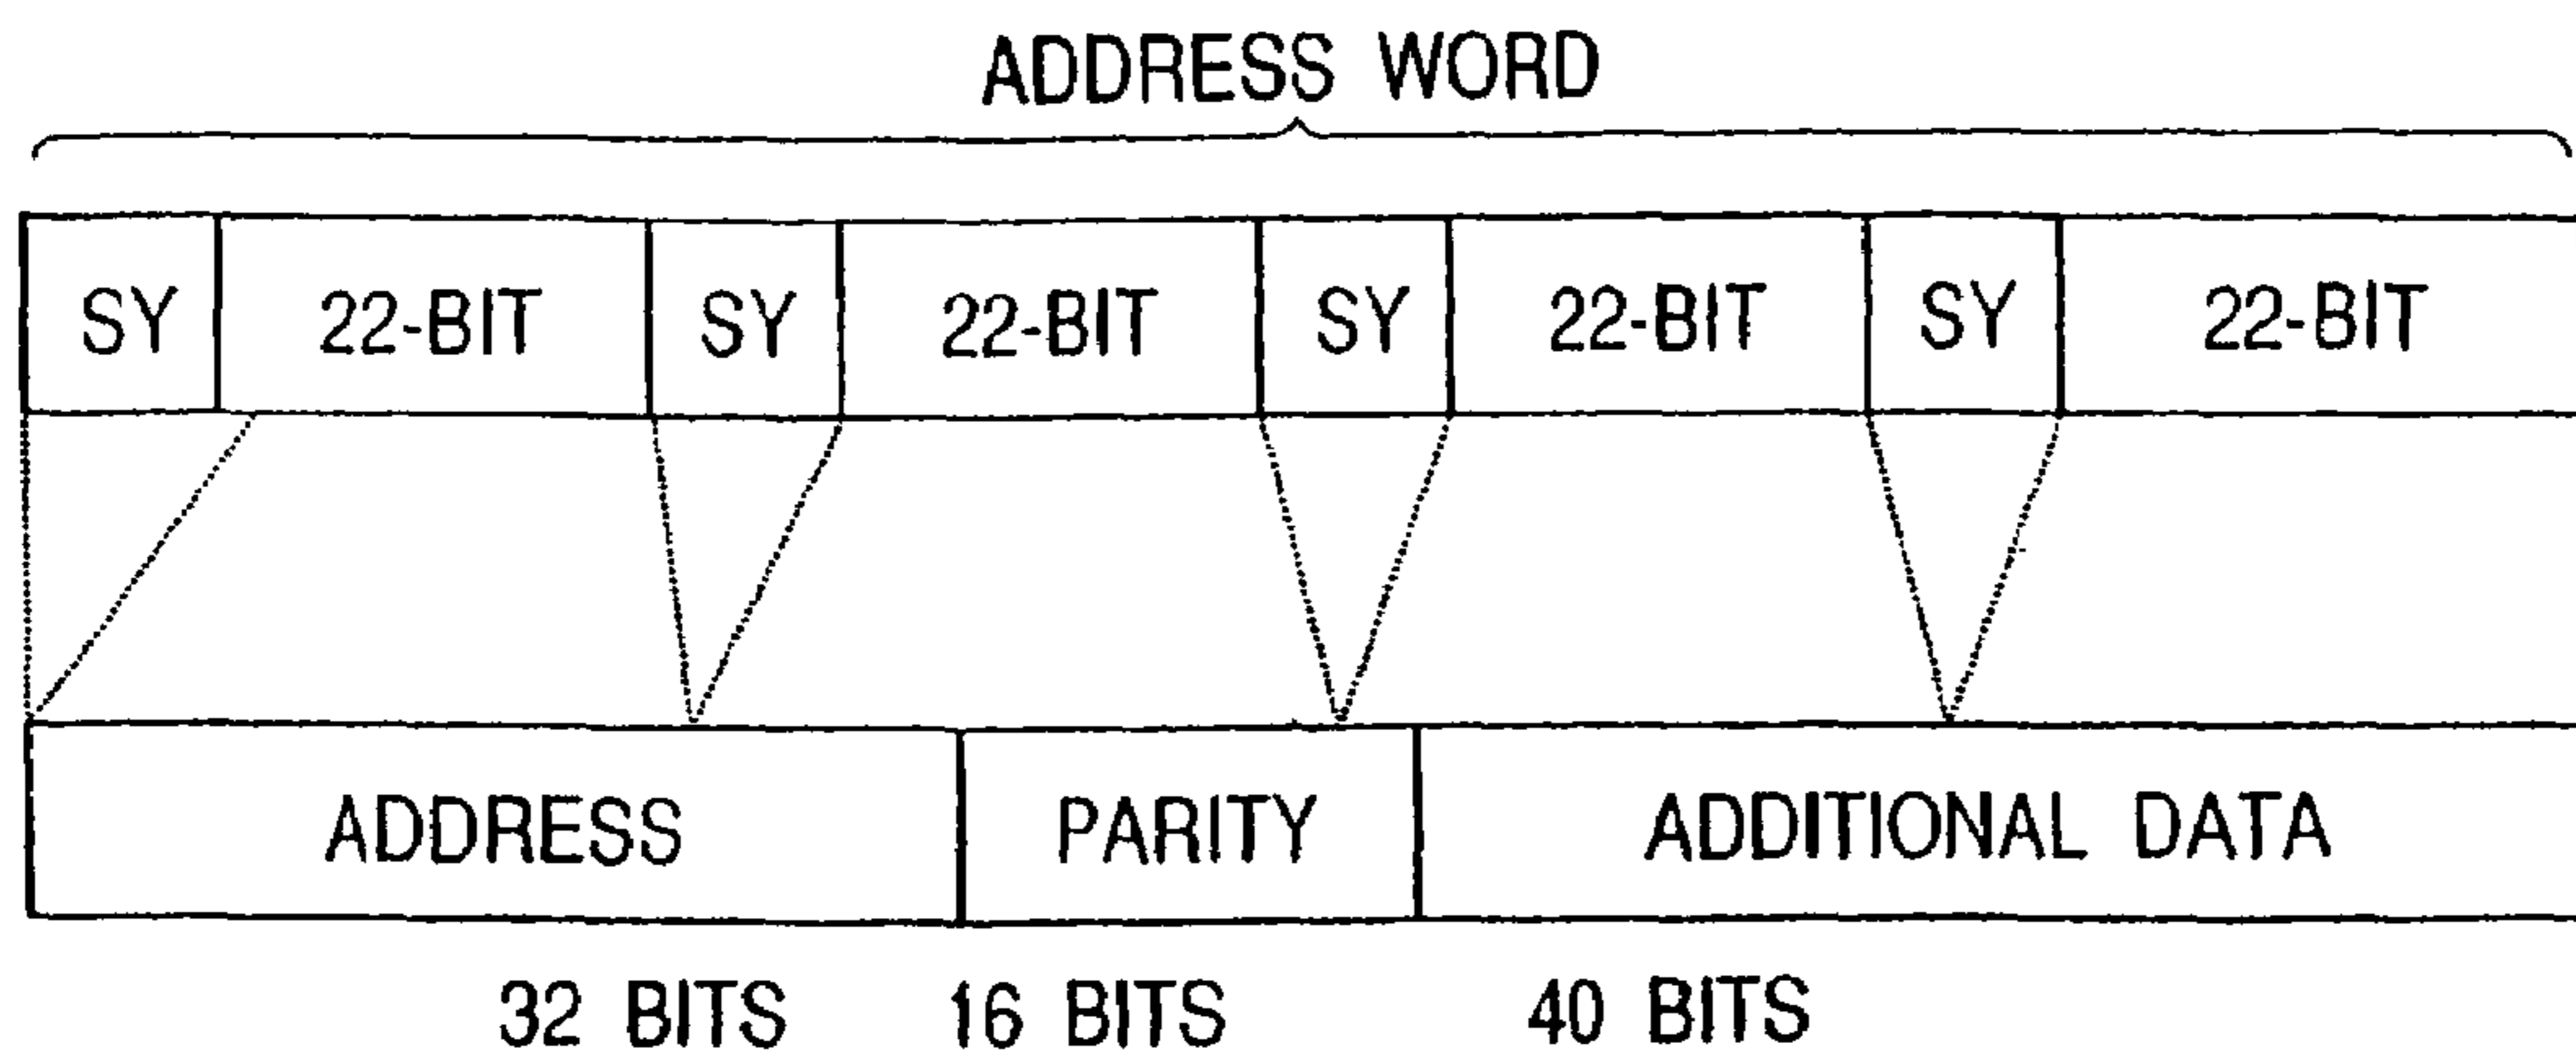 ADDRESS WORD
SY 22-BIT SY 22-BIT SY 22-BIT SY 22-BIT
ADDRESS PARITY ADDITIONAL DATA
32 BITS 16 BITS 40 BITS